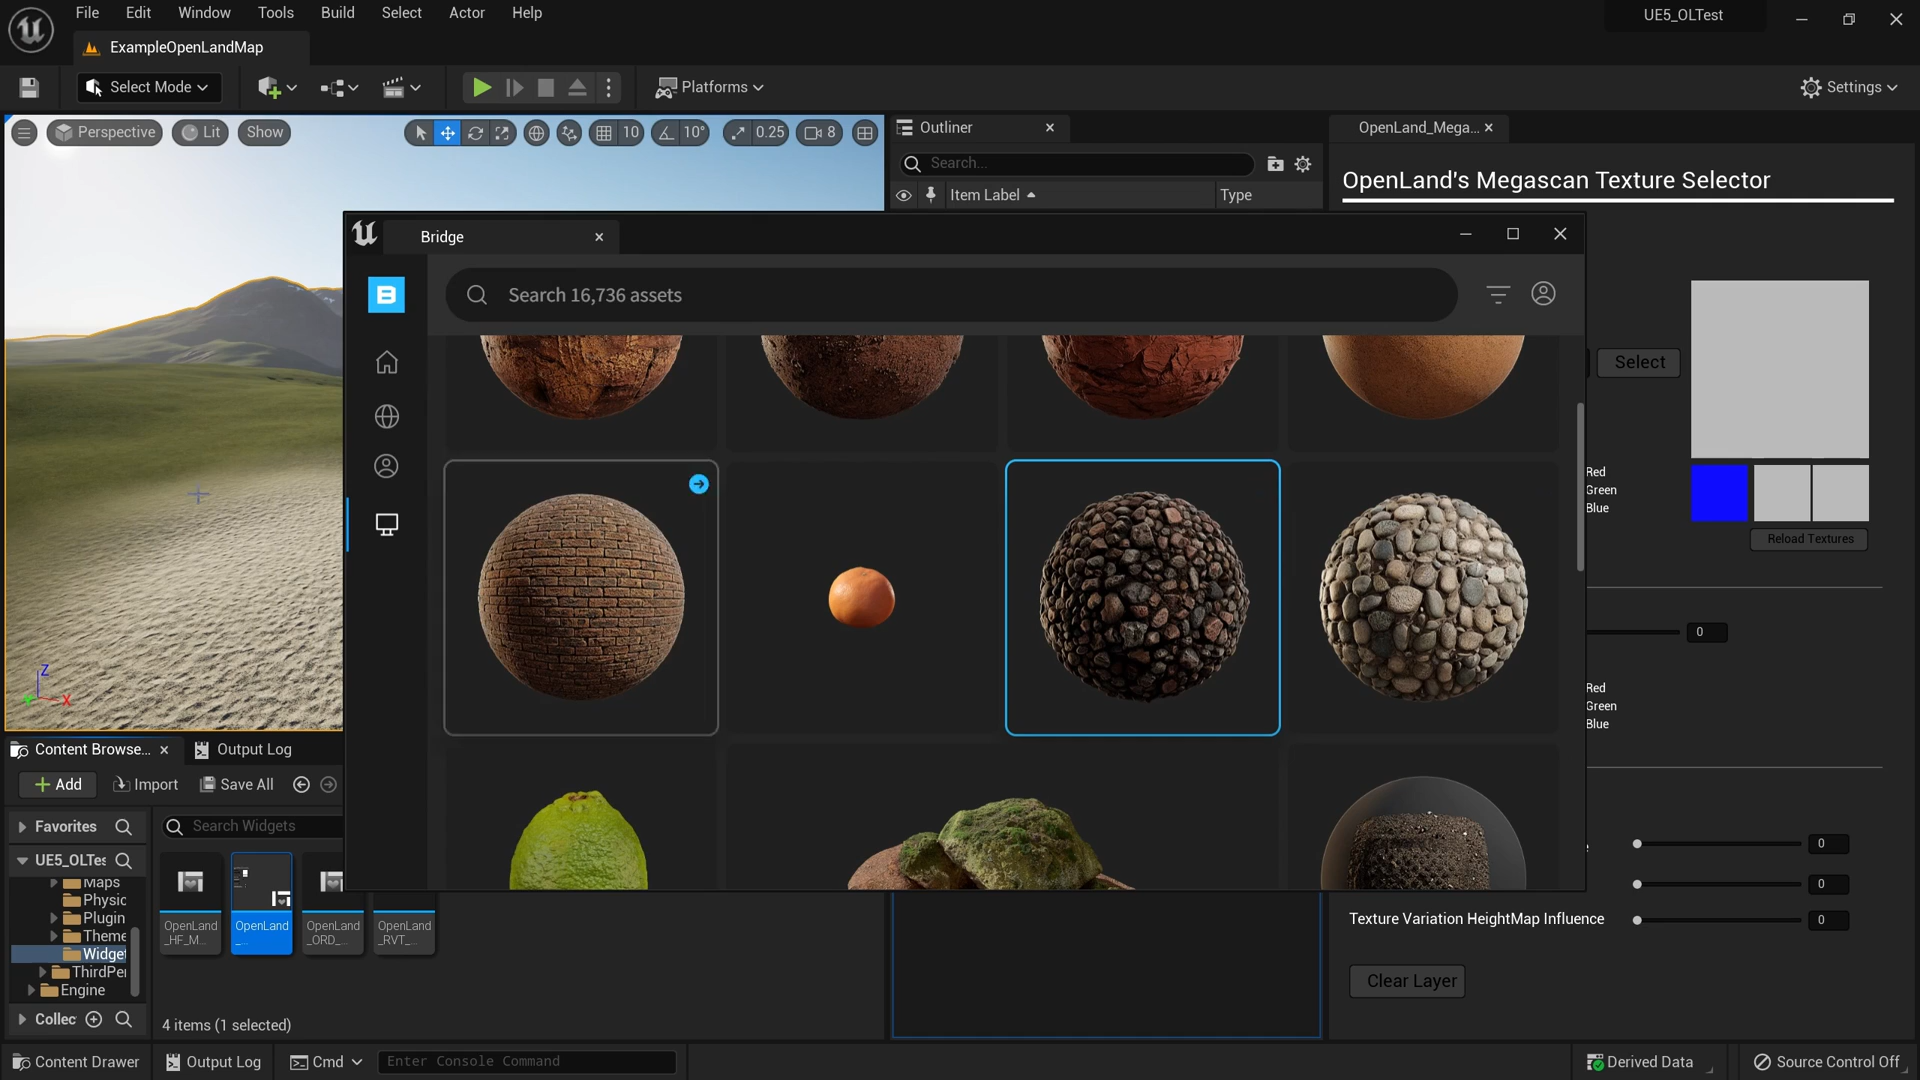 File Edit Window Tools Build Select Actor Help
UE5_OLTest
ExampleOpenLandMap
Select Mode
Platforms
Settings
Perspective Lit Show
10 10° 0.25 8
Outliner
Search...
Item Label Type
OpenLand_Mega...
OpenLand's Megascan Texture Selector
Bridge
Search 16,736 assets
Select
Red
Green
Blue
Reload Textures
0
Red
Green
Blue
0
0
Texture Variation HeightMap Influence 0
Clear Layer
Z
X
Content Browse... Output Log
Add Import Save All
Favorites
Search Widgets
UE5_OLTes
Maps
Physic
Plugin
Theme
Widget
ThirdPer
Engine
Collec
OpenLand
_HF_M...
OpenLand
_...
OpenLand
_ORD_...
OpenLand
_RVT_...
4 items (1 selected)
Content Drawer Output Log Cmd Enter Console Command
Derived Data Source Control Off